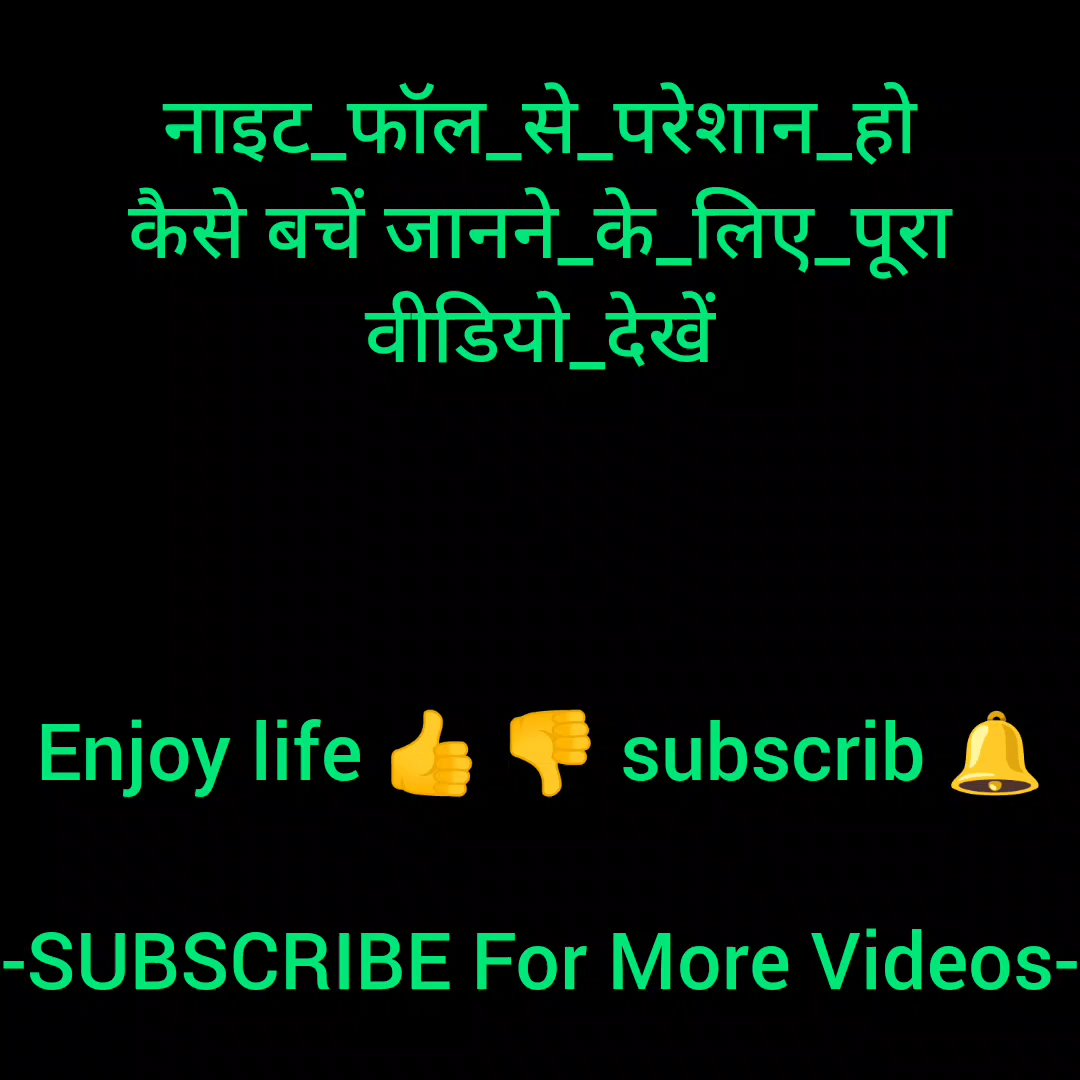 नाइट_फॉल_से_परेशान_हो
कैसे बचें जानने_के_लिए_पूरा
वीडियो_देखें
Enjoy life 👍 👎 subscrib 🔔
-SUBSCRIBE For More Videos-